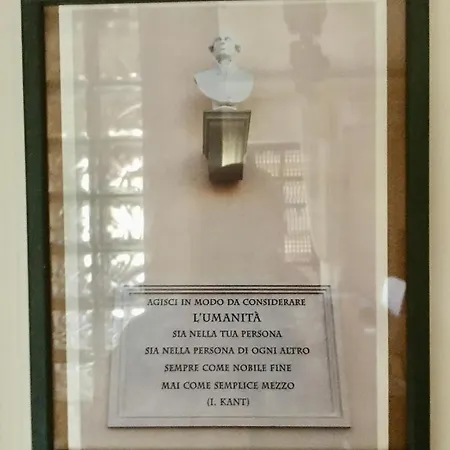 AGISCI IN MODO DA CONSIDERARE
L'UMANITÀ
SIA NELLA TUA PERSONA
SIA NELLA PERSONA DI OGNI ALTRO
SEMPRE COME NOBILE FINE
MAI COME SEMPLICE MEZZO
(I. KANT)